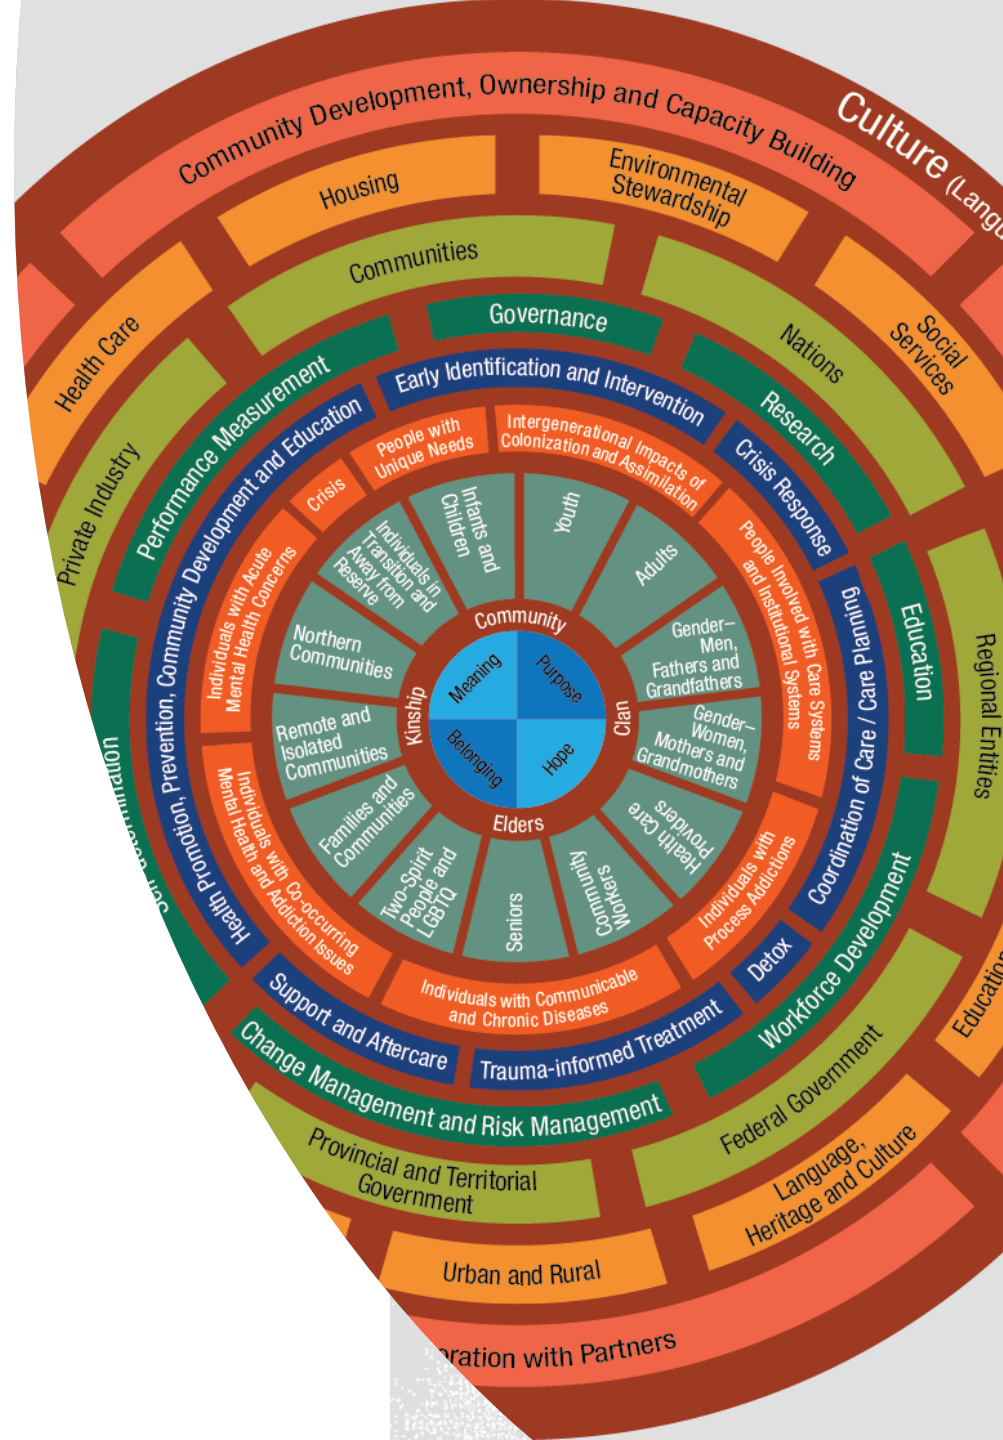 Culture (Langu
Community Development, Ownership and Capacity Building
Housing
Environmental
Stewardship
Health Care
Social
Services
Communities
Nations
Private Industry
Governance
Performance Measurement
Research
Early Identification and Intervention
Health Promotion, Prevention, Community Development and Education
Crisis Response
People with
Unique Needs
Intergenerational Impacts of
Colonization and Assimilation
Crisis
Individuals with Acute
Mental Health Concerns
People Involved with Care Systems
and Institutional Systems
Infants and
Children
Youth
Adults
Individuals in
Transition and
Away from
Reserve
Northern
Communities
Gender–
Men,
Fathers and
Grandfathers
Gender–
Women,
Mothers and
Grandmothers
Remote and
Isolated
Communities
Families and
Communities
Health Care
Providers
Community
Workers
Seniors
Two-Spirit
People and
LGBTQ
Community
Kinship
Clan
Elders
Meaning
Purpose
Belonging
Hope
Education
Regional Entities
Coordination of Care / Care Planning
Individuals with Co-occurring
Mental Health and Addiction Issues
Individuals with
Process Addictions
Individuals with Communicable
and Chronic Diseases
Detox
Support and Aftercare
Trauma-informed Treatment
Workforce Development
Change Management and Risk Management
Federal Government
Provincial and Territorial
Government
Education
Language,
Heritage and Culture
Urban and Rural
oration with Partners